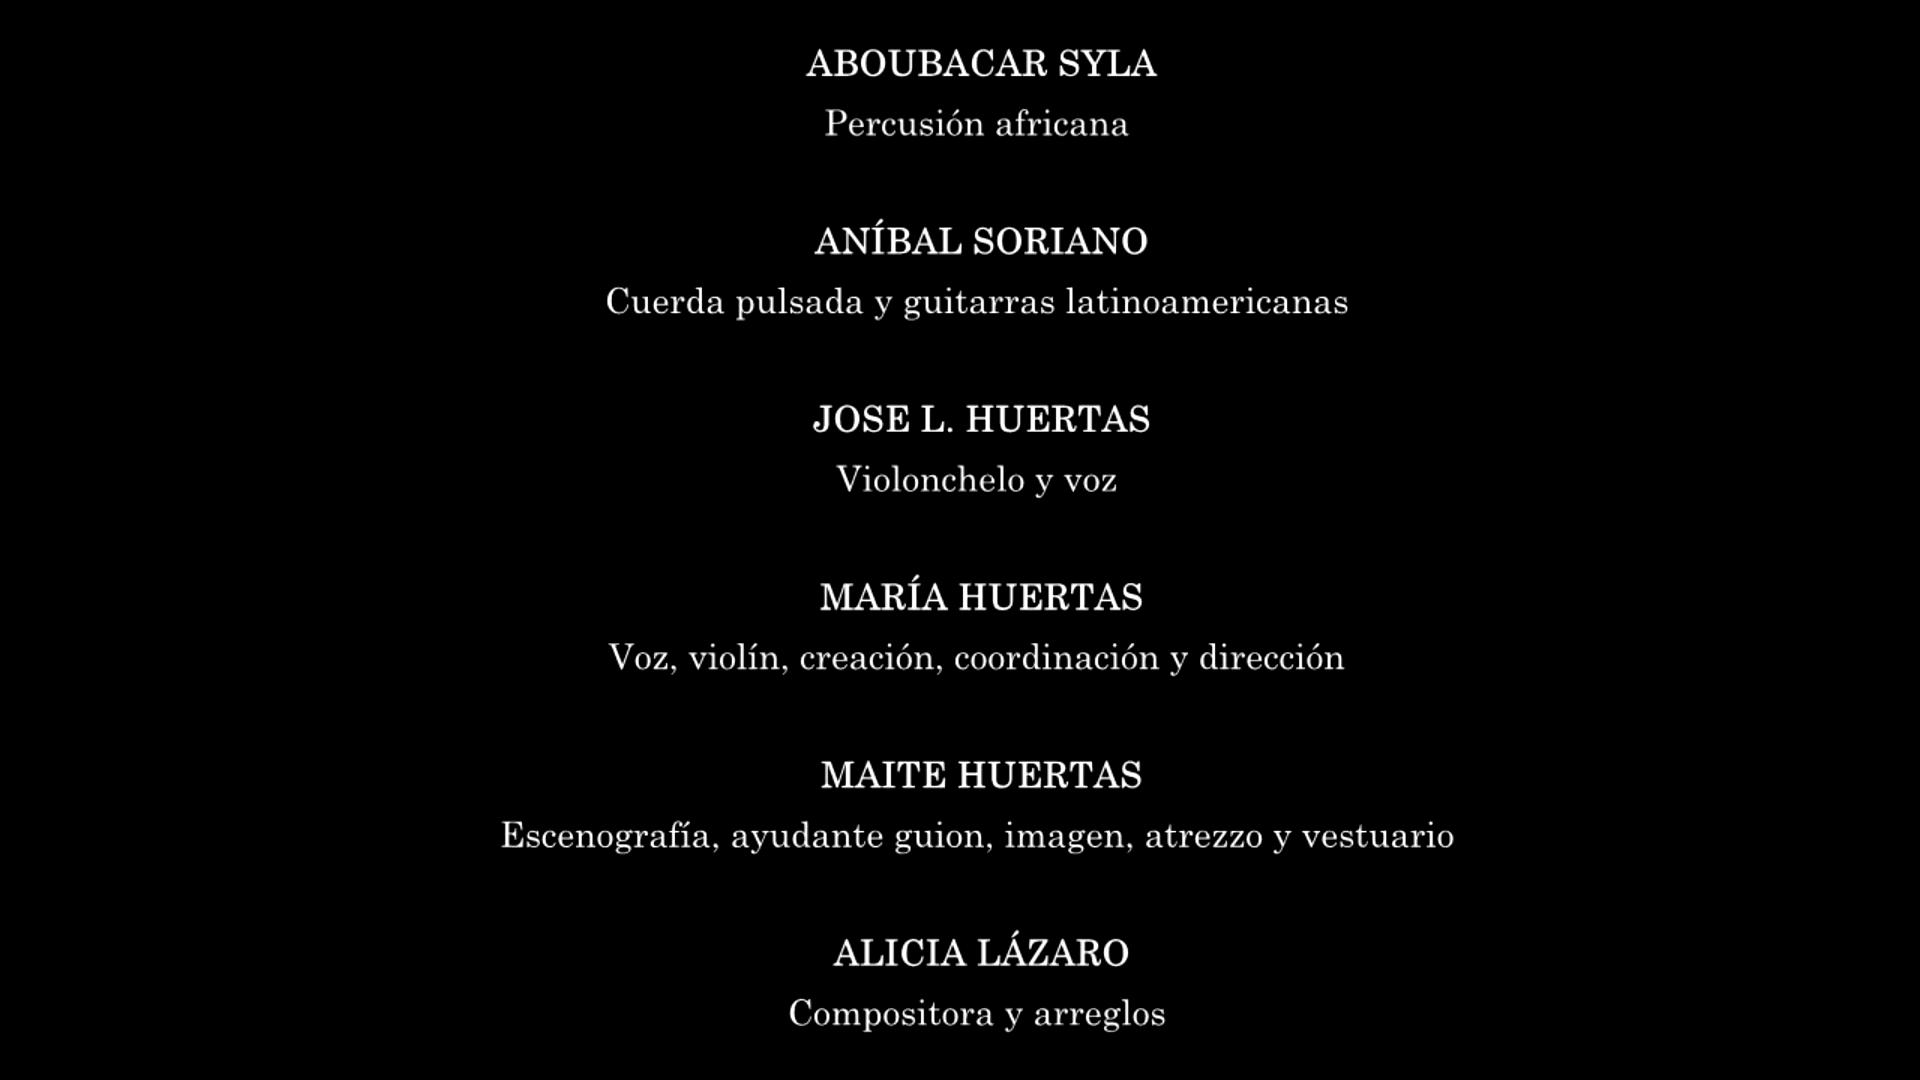 ABOUBACAR SYLA
Percusión africana
ANÍBAL SORIANO
Cuerda pulsada y guitarras latinoamericanas
JOSE L. HUERTAS
Violonchelo y voz
MARÍA HUERTAS
Voz, violín, creación, coordinación y dirección
MAITE HUERTAS
Escenografía, ayudante guion, imagen, atrezzo y vestuario
ALICIA LÁZARO
Compositora y arreglos